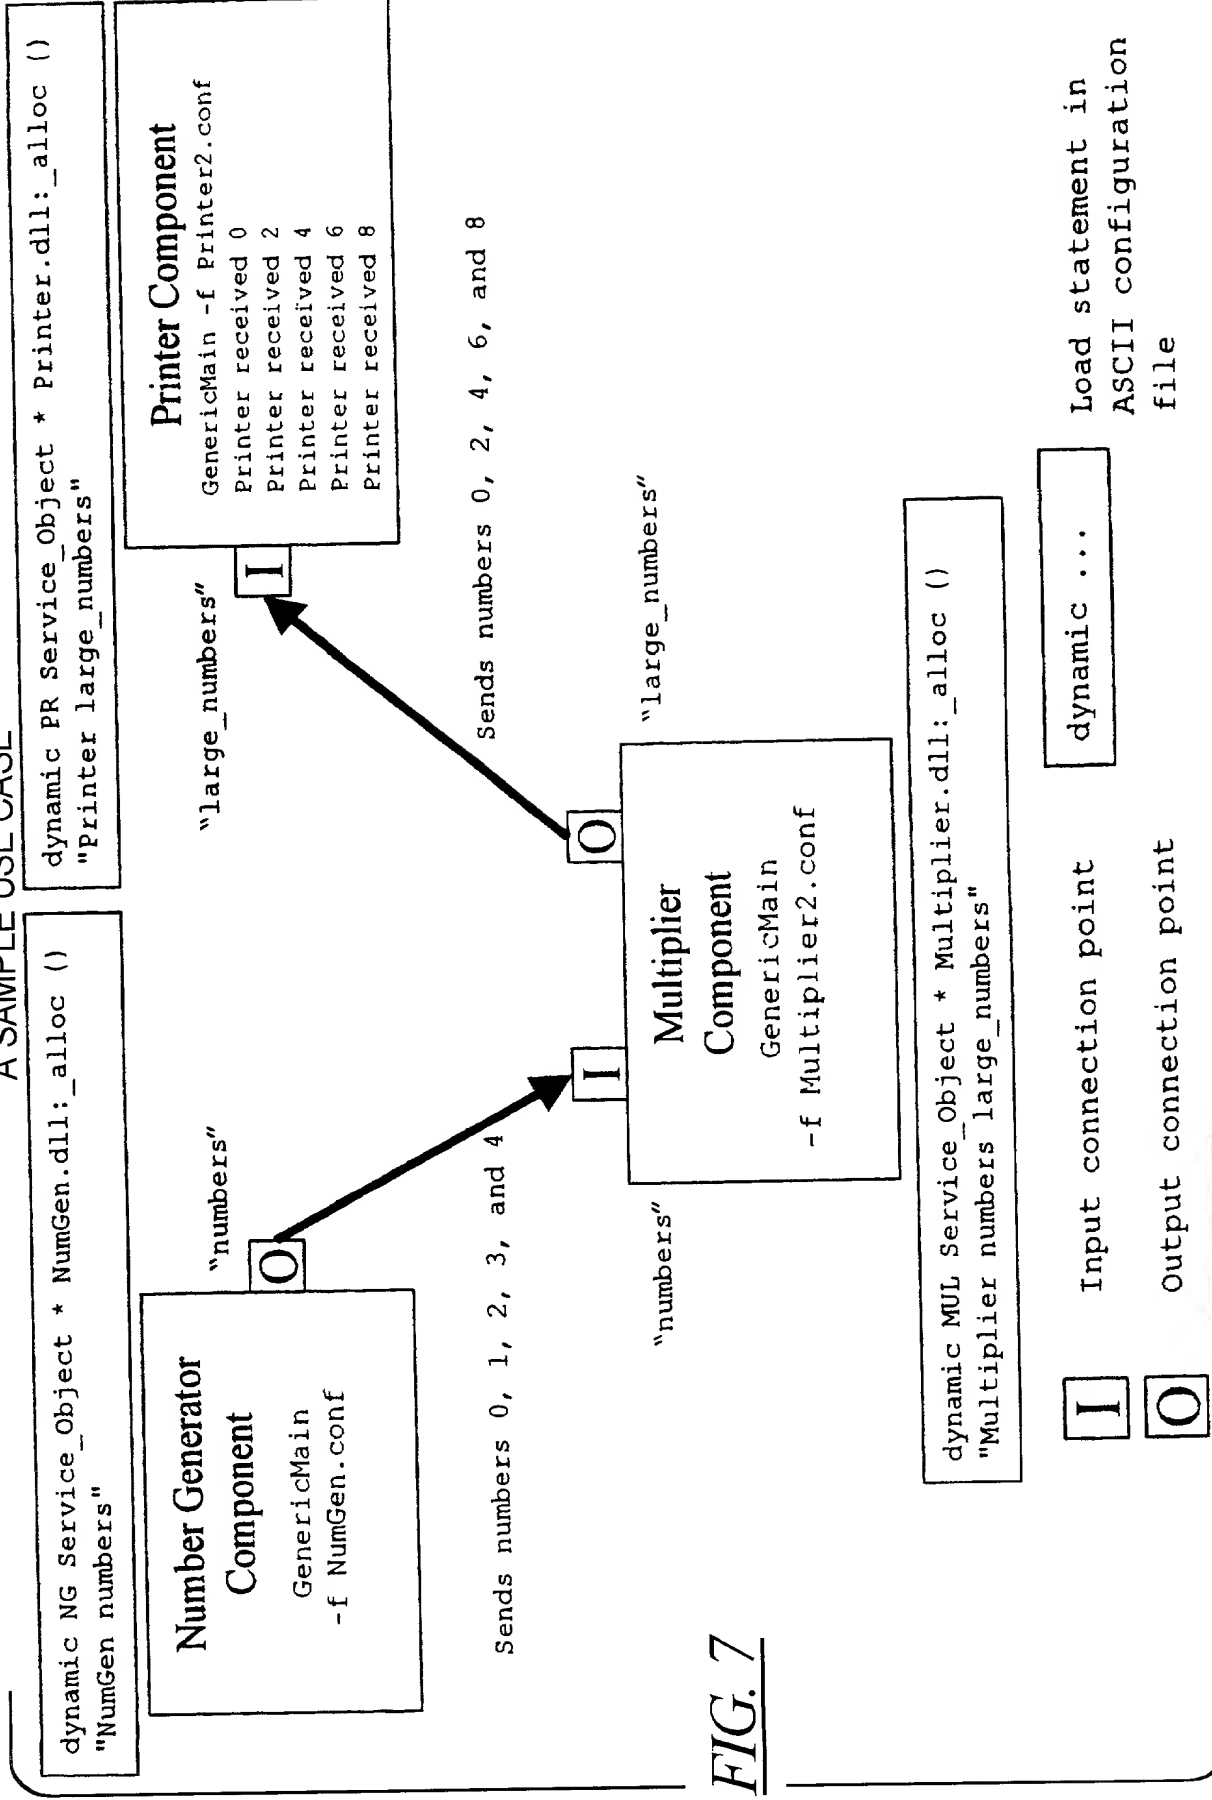 A SAMPLE USE CASE
dynamic NG Service_Object * NumGen.dll:_alloc ()
"NumGen numbers"
dynamic PR Service_Object * Printer.dll:_alloc ()
"Printer large_numbers"
Number Generator
Component
GenericMain
-f NumGen.conf
O
"numbers"
"large_numbers"
I
Printer Component
GenericMain -f Printer2.conf
Printer received 0
Printer received 2
Printer received 4
Printer received 6
Printer received 8
Sends numbers 0, 1, 2, 3, and 4
Sends numbers 0, 2, 4, 6, and 8
"numbers"
I
O
"large_numbers"
Multiplier
Component
GenericMain
-f Multiplier2.conf
dynamic MUL Service_Object * Multiplier.dll:_alloc ()
"Multiplier numbers large_numbers"
FIG. 7
I
Input connection point
O
Output connection point
dynamic ...
Load statement in
ASCII configuration
file